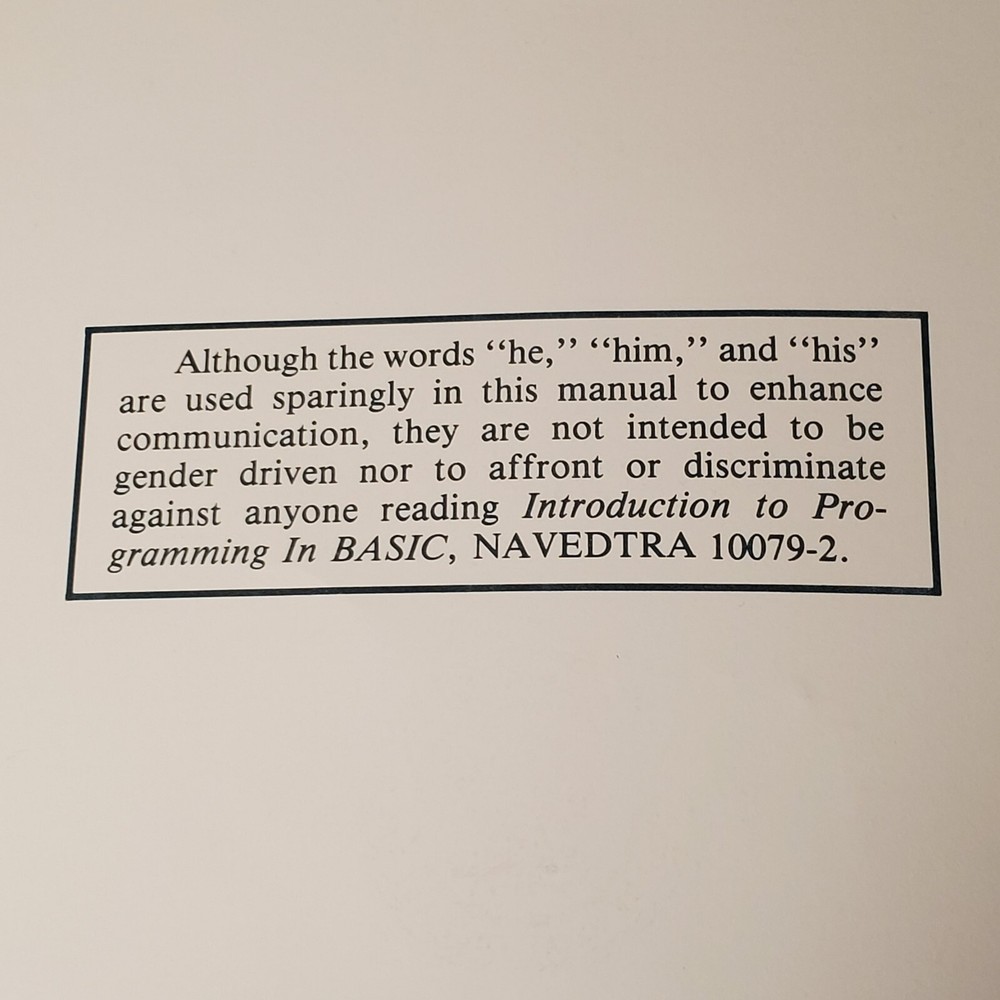 Although the words “he,” “him,” and “his”
are used sparingly in this manual to enhance
communication, they are not intended to be
gender driven nor to affront or discriminate
against anyone reading Introduction to Pro-
gramming In BASIC, NAVEDTRA 10079-2.